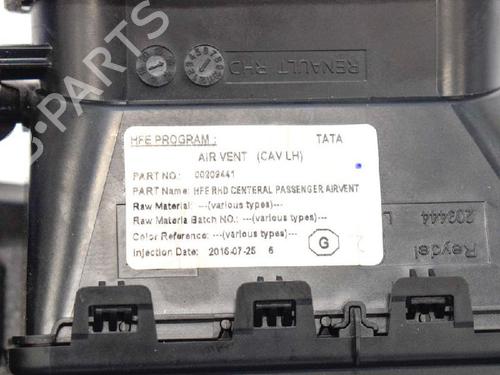 RENAULT RHD
HFE PROGRAM: TATA
AIR VENT (CAV LH)
PART NO.: 00209441
PART NAME: HFE RHD CENTERAL PASSENGER AIRVENT
Raw Material: ---(various types)---
Raw Materia Batch NO.: ---(various types)---
Color Reference: ---(various types)---
Injection Date: 2016-07-25 6
G
209444
Reydel